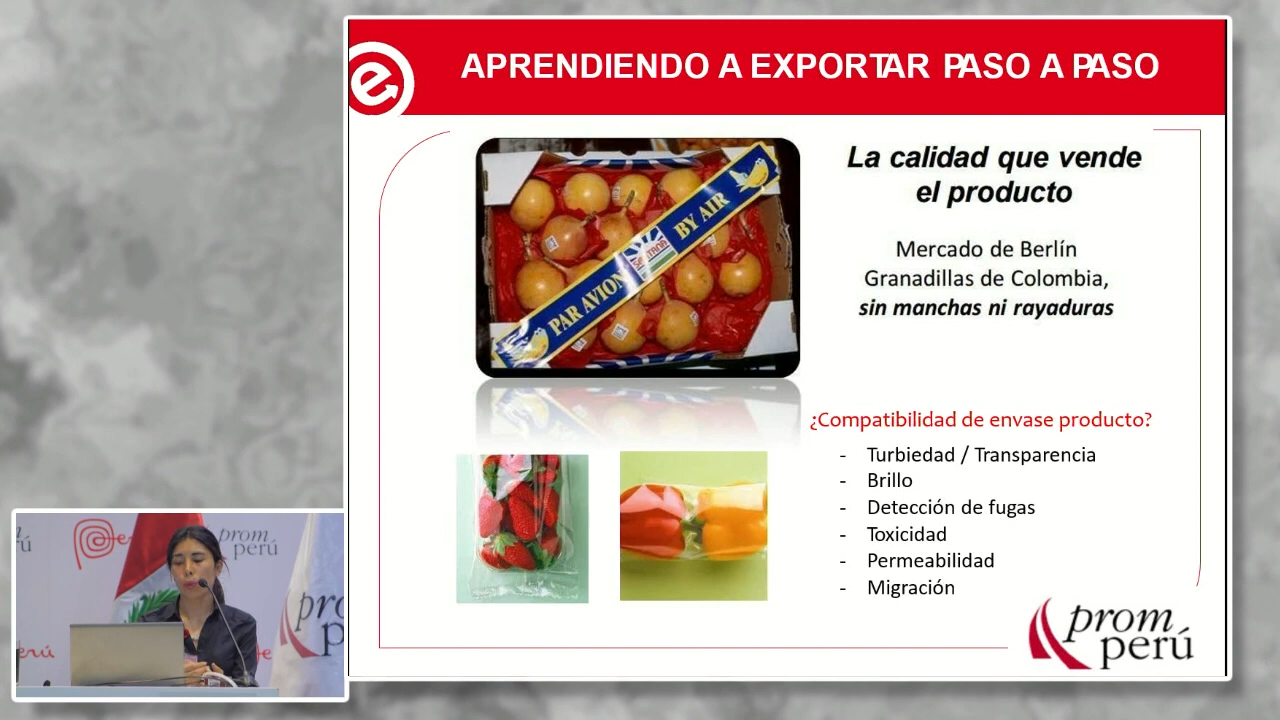 APRENDIENDO A EXPORTAR PASO A PASO
La calidad que vende
el producto
Mercado de Berlín
Granadillas de Colombia,
sin manchas ni rayaduras
PAR AVION
BY AIR
¿Compatibilidad de envase producto?
- Turbiedad / Transparencia
- Brillo
- Detección de fugas
- Toxicidad
- Permeabilidad
- Migración
prom
perú
prom
perú